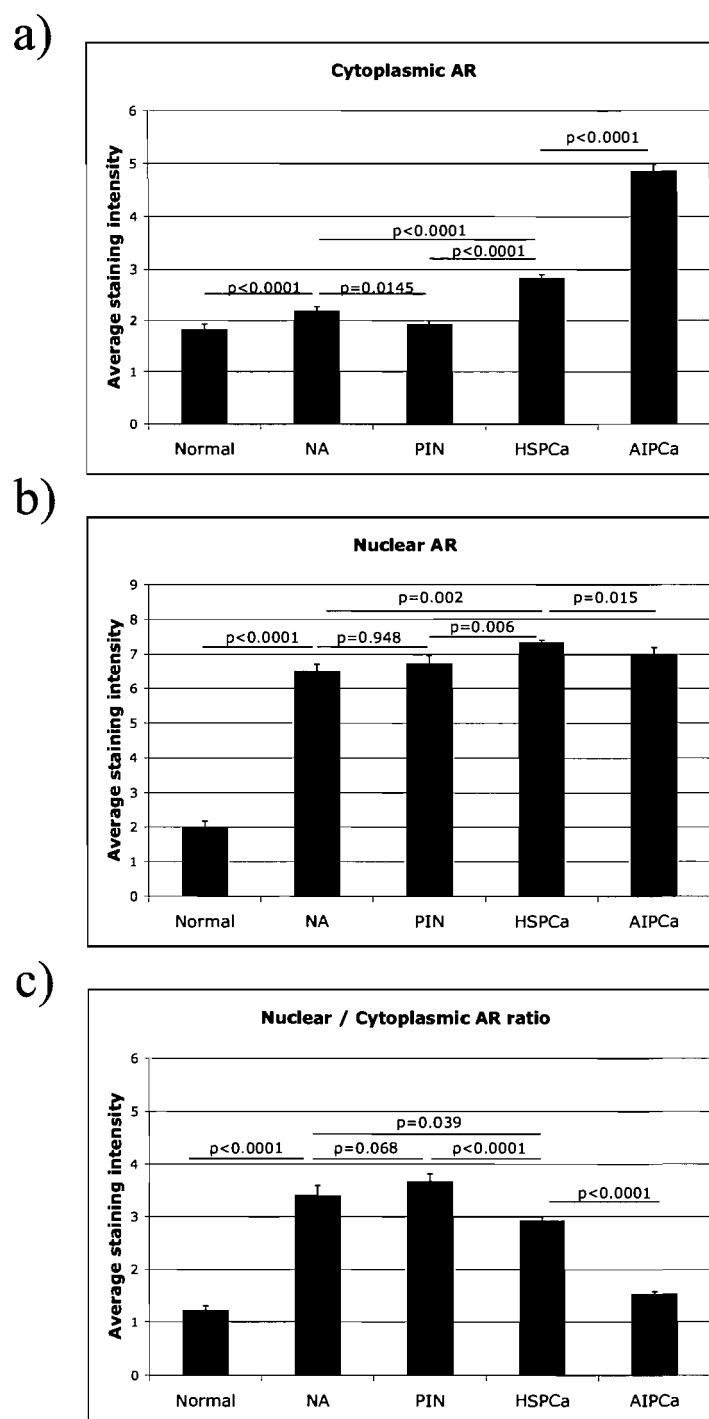 a)
Cytoplasmic AR
Average staining intensity
6
5
4
3
2
1
0
p<0.0001
p<0.0001
p<0.0001
p<0.0001 p=0.0145
Normal NA PIN HSPCa AIPCa
b)
Nuclear AR
Average staining intensity
9
8
7
6
5
4
3
2
1
0
p=0.002 p=0.015
p<0.0001 p=0.948 p=0.006
Normal NA PIN HSPCa AIPCa
c)
Nuclear / Cytoplasmic AR ratio
Average staining intensity
6
5
4
3
2
1
0
p=0.039
p<0.0001 p=0.068 p<0.0001
p<0.0001
Normal NA PIN HSPCa AIPCa